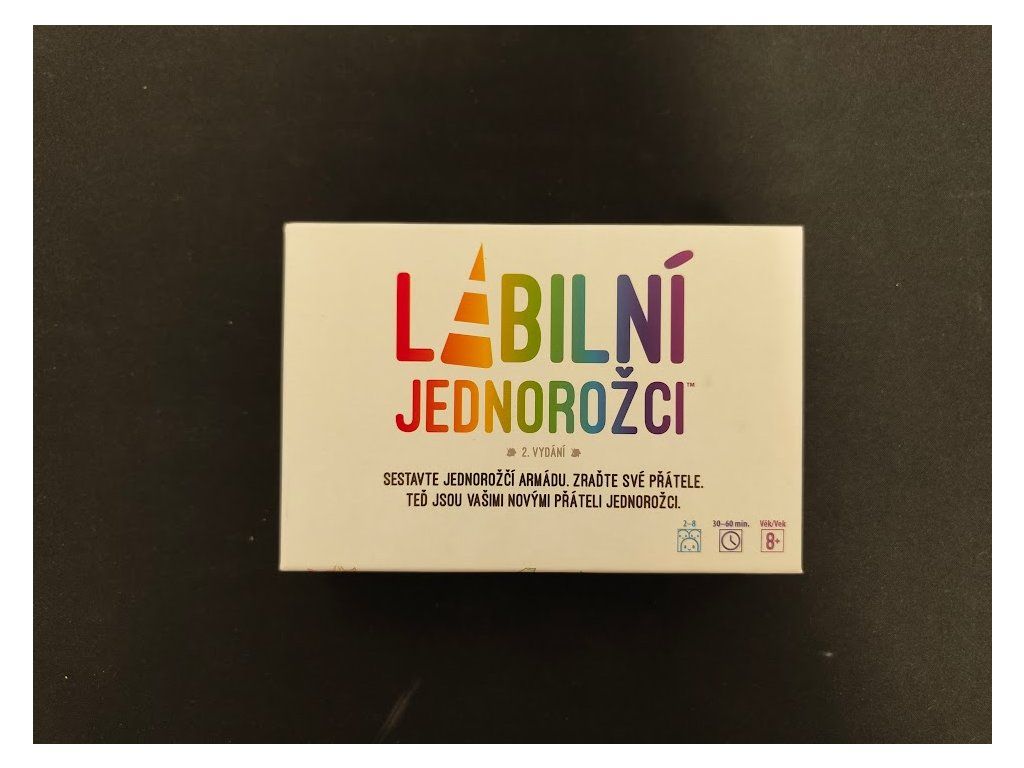 LABILNÍ
JEDNOROŽCI™
2. VYDÁNÍ
SESTAVTE JEDNOROŽČÍ ARMÁDU. ZRAĎTE SVÉ PŘÁTELE.
TEĎ JSOU VAŠIMI NOVÝMI PŘÁTELI JEDNOROŽCI.
2–8 30–60 min. Věk/Vek
8+